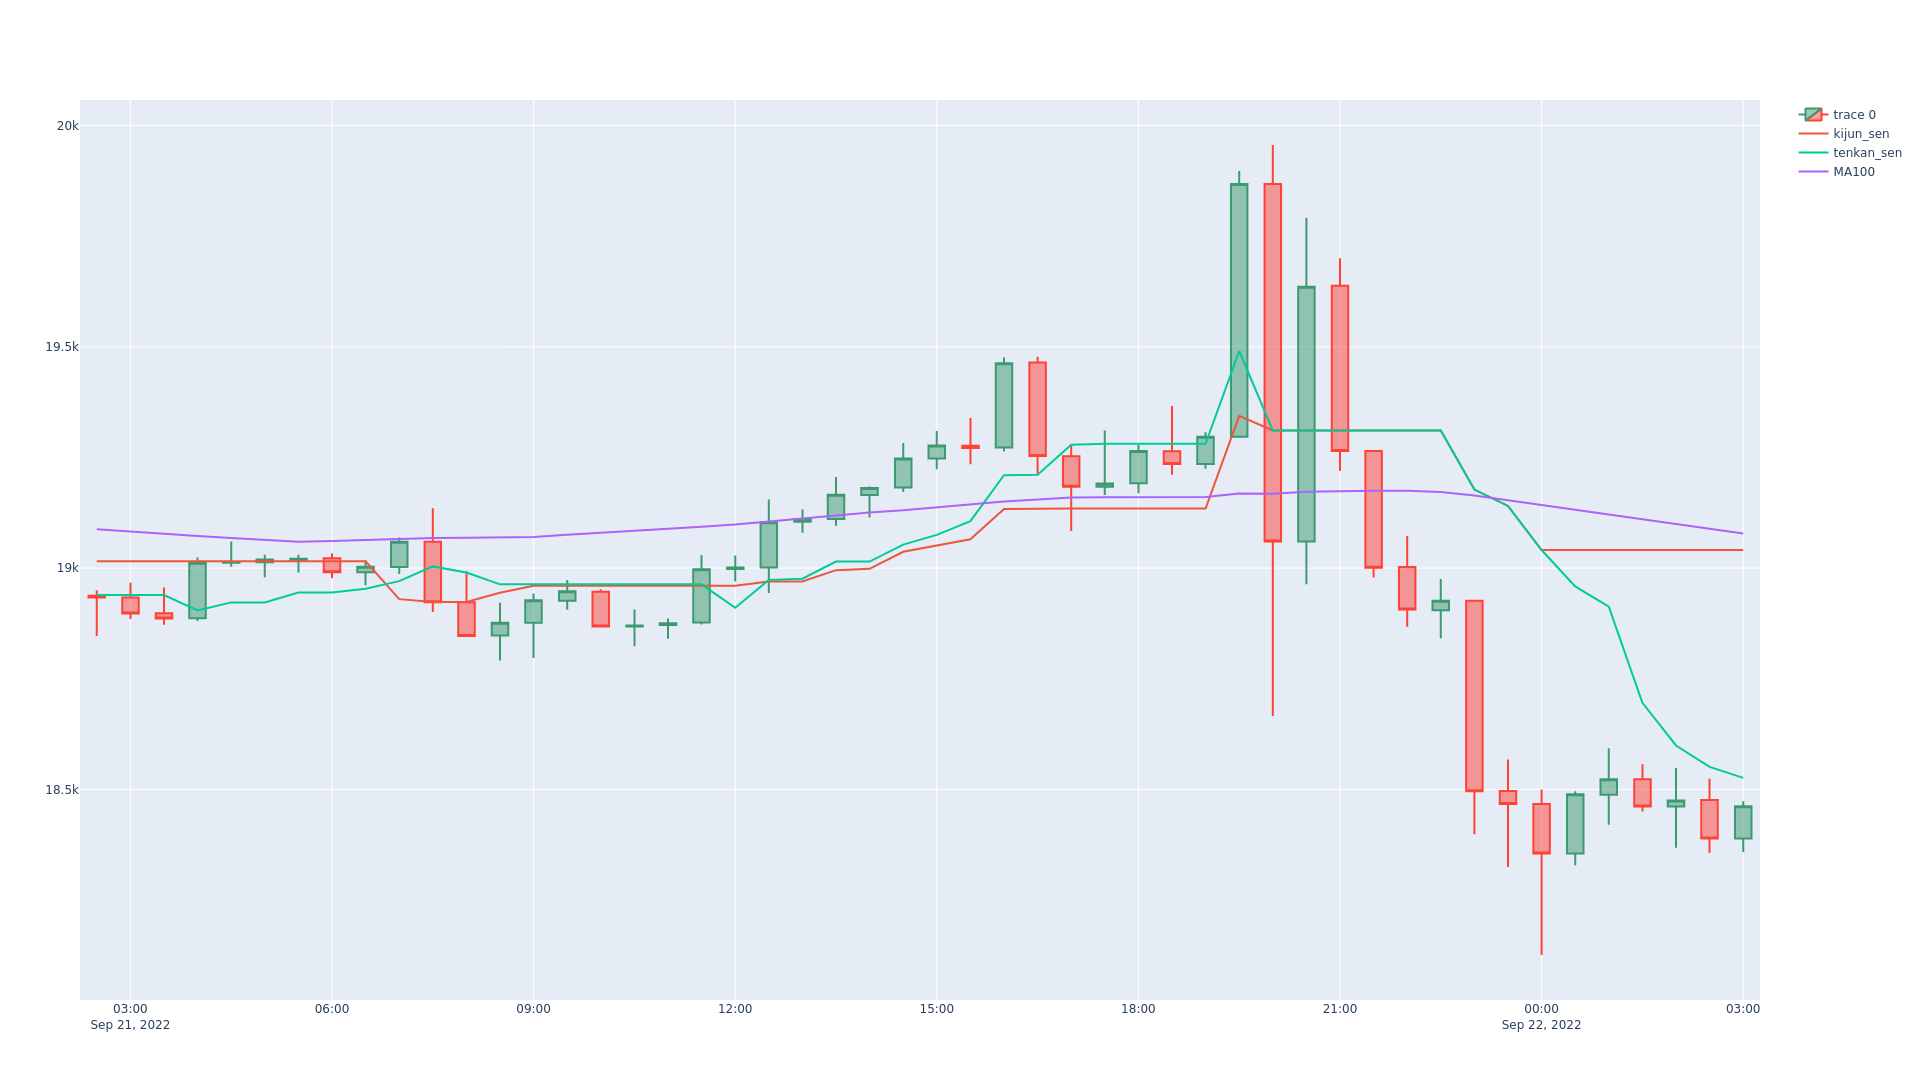 20k
19.5k
19k
18.5k
03:00 06:00 09:00 12:00 15:00 18:00 21:00 00:00 03:00
Sep 21, 2022 Sep 22, 2022
trace 0
kijun_sen
tenkan_sen
MA100